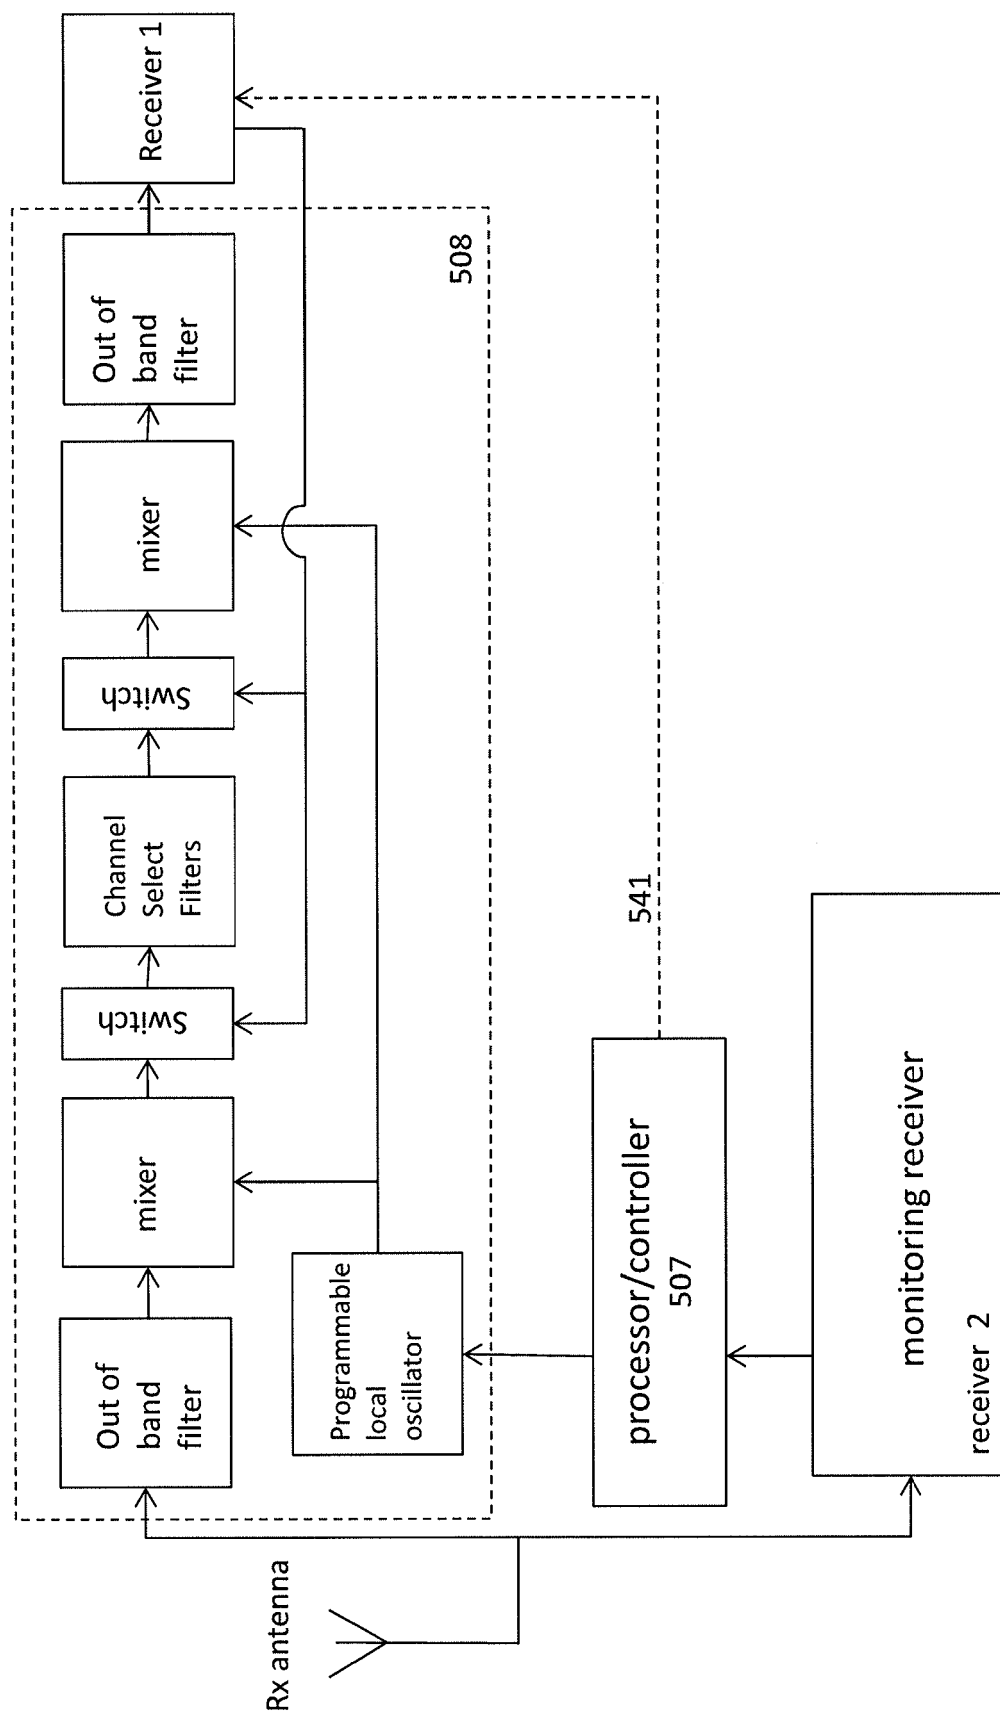 Rx antenna
Out of
band
filter
mixer
Switch
Channel
Select
Filters
Switch
mixer
Out of
band
filter
Receiver 1
Programmable
local
oscillator
508
processor/controller
507
541
monitoring receiver
receiver 2